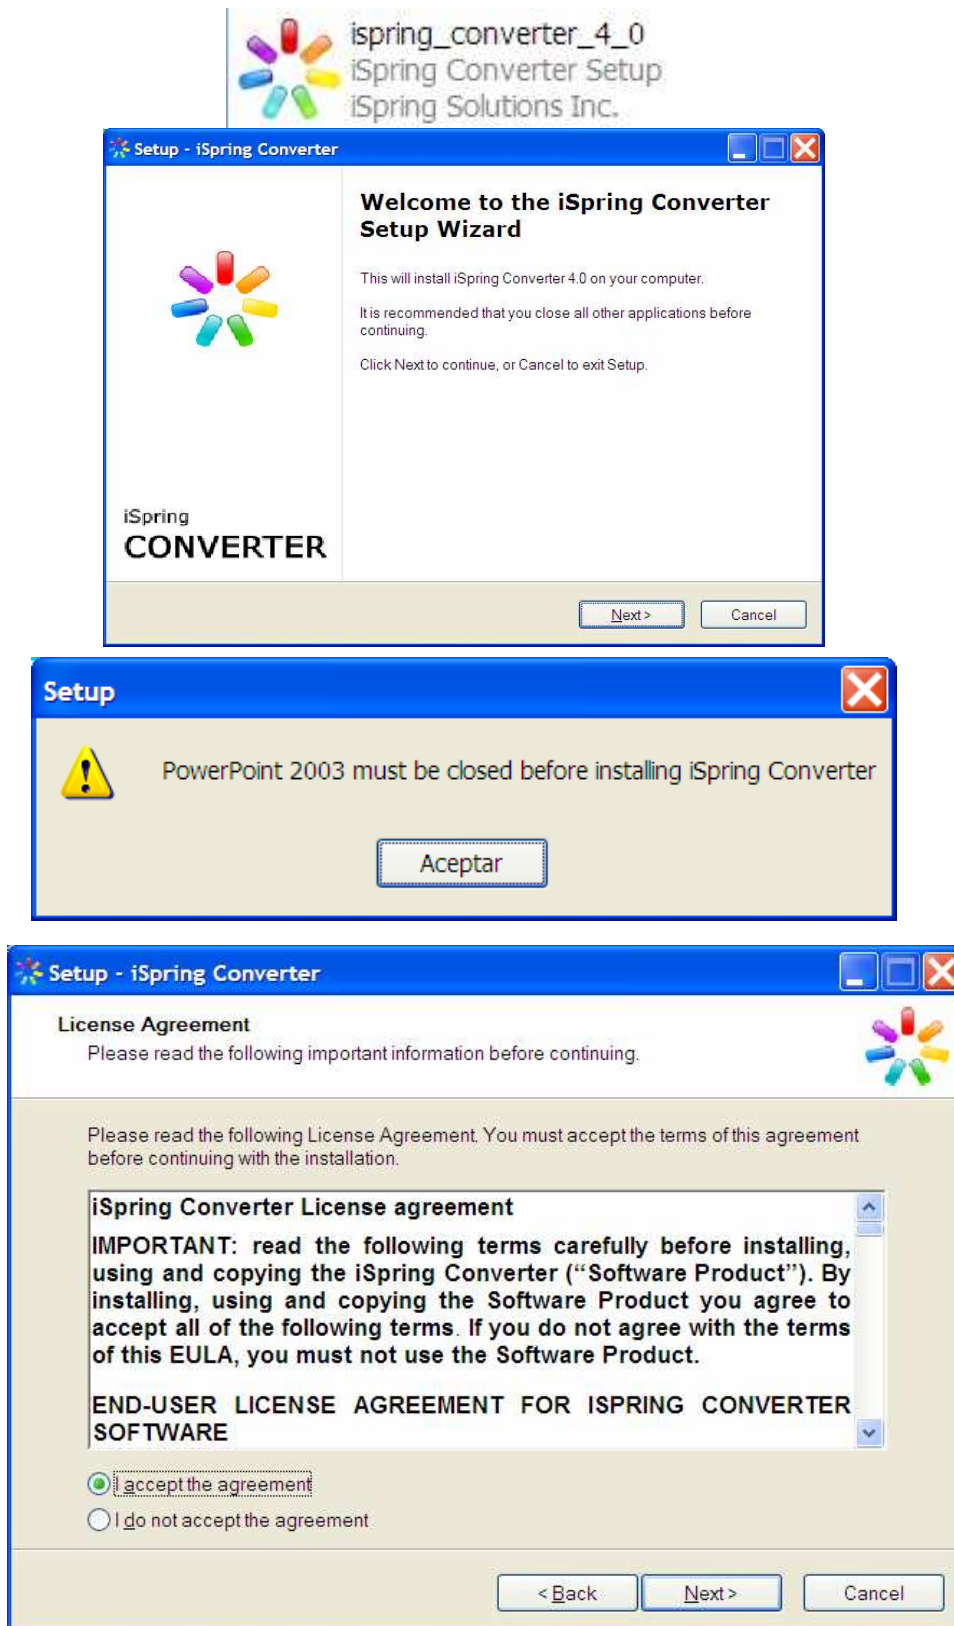 ispring_converter_4_0
iSpring Converter Setup
iSpring Solutions Inc.
Setup - iSpring Converter
Welcome to the iSpring Converter
Setup Wizard
This will install iSpring Converter 4.0 on your computer.
It is recommended that you close all other applications before
continuing.
Click Next to continue, or Cancel to exit Setup.
iSpring
CONVERTER
Next >
Cancel
Setup
PowerPoint 2003 must be closed before installing iSpring Converter
Aceptar
Setup - iSpring Converter
License Agreement
Please read the following important information before continuing.
Please read the following License Agreement. You must accept the terms of this agreement
before continuing with the installation.
iSpring Converter License agreement
IMPORTANT: read the following terms carefully before installing,
using and copying the iSpring Converter (“Software Product”). By
installing, using and copying the Software Product you agree to
accept all of the following terms. If you do not agree with the terms
of this EULA, you must not use the Software Product.
END-USER LICENSE AGREEMENT FOR ISPRING CONVERTER
SOFTWARE
I accept the agreement
I do not accept the agreement
< Back
Next >
Cancel